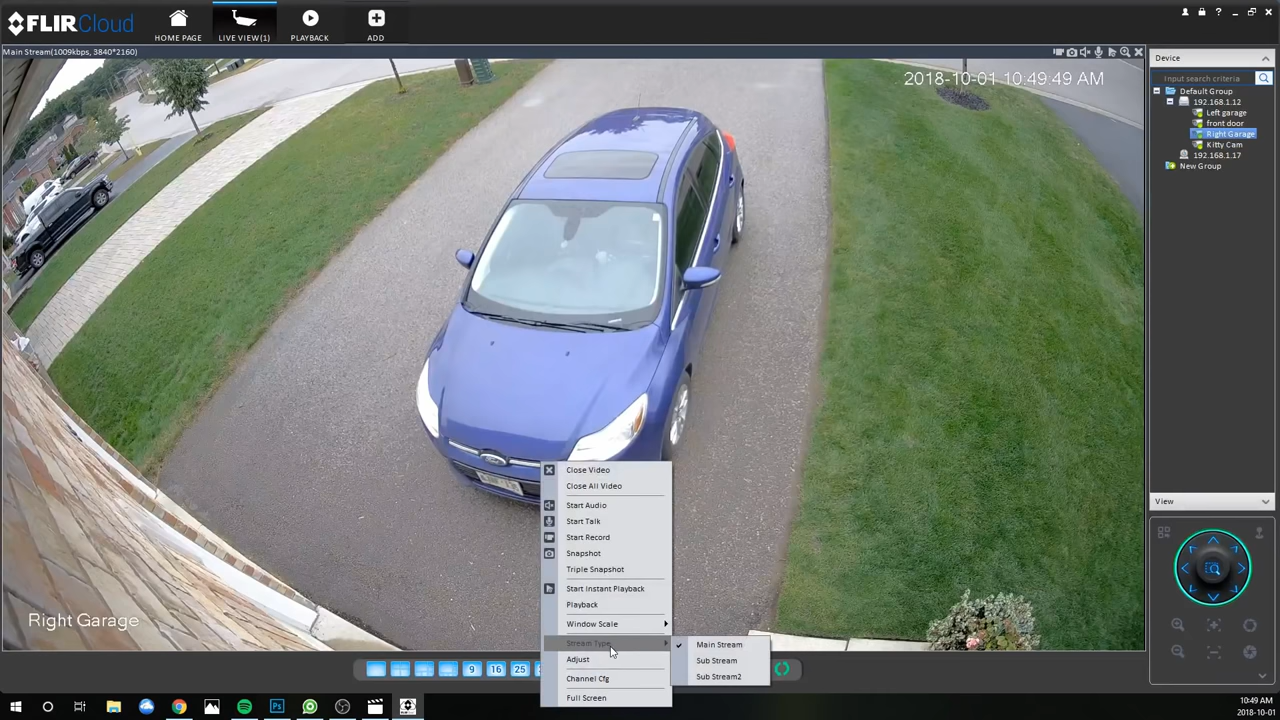 FLIR Cloud
HOME PAGE
LIVE VIEW(1)
PLAYBACK
ADD
?
Main Stream(1009kbps, 3840*2160)
2018-10-01 10:49:49 AM
Device
Input search criteria
Default Group
192.168.1.12
Left garage
front door
Right Garage
Kitty Cam
192.168.1.17
New Group
Close Video
Close All Video
Start Audio
Start Talk
Start Record
Snapshot
Triple Snapshot
Start Instant Playback
Playback
Window Scale
Stream Type
Adjust
Channel Cfg
Full Screen
Main Stream
Sub Stream
Sub Stream2
View
Right Garage
9 16 25
10:49 AM
2018-10-01